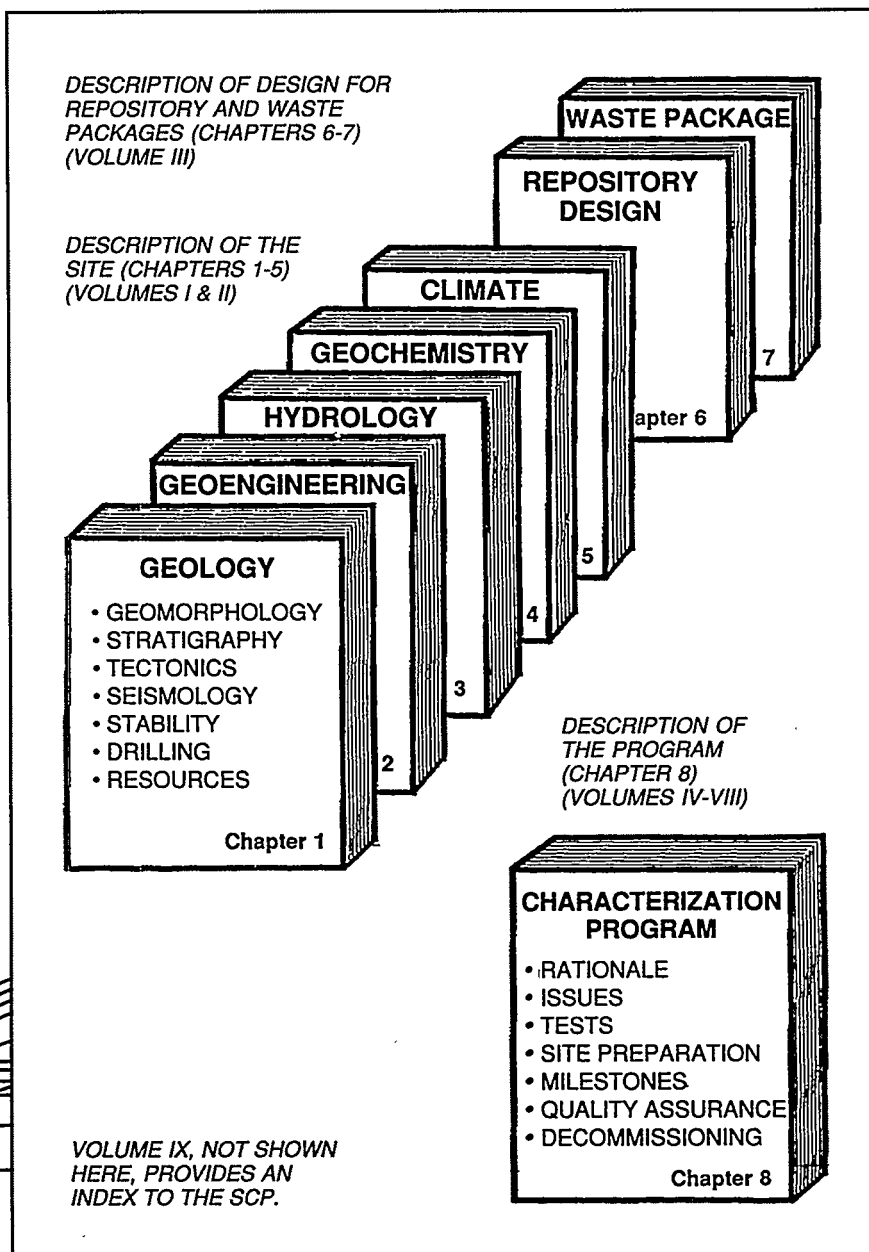 DESCRIPTION OF DESIGN FOR
REPOSITORY AND WASTE
PACKAGES (CHAPTERS 6-7)
(VOLUME III)
WASTE PACKAGE
7
REPOSITORY
DESIGN
apter 6
DESCRIPTION OF THE
SITE (CHAPTERS 1-5)
(VOLUMES I & II)
CLIMATE
5
GEOCHEMISTRY
4
HYDROLOGY
3
GEOENGINEERING
2
GEOLOGY
• GEOMORPHOLOGY
• STRATIGRAPHY
• TECTONICS
• SEISMOLOGY
• STABILITY
• DRILLING
• RESOURCES
Chapter 1
DESCRIPTION OF
THE PROGRAM
(CHAPTER 8)
(VOLUMES IV-VIII)
CHARACTERIZATION
PROGRAM
• RATIONALE
• ISSUES
• TESTS
• SITE PREPARATION
• MILESTONES
• QUALITY ASSURANCE
• DECOMMISSIONING
Chapter 8
VOLUME IX, NOT SHOWN
HERE, PROVIDES AN
INDEX TO THE SCP.